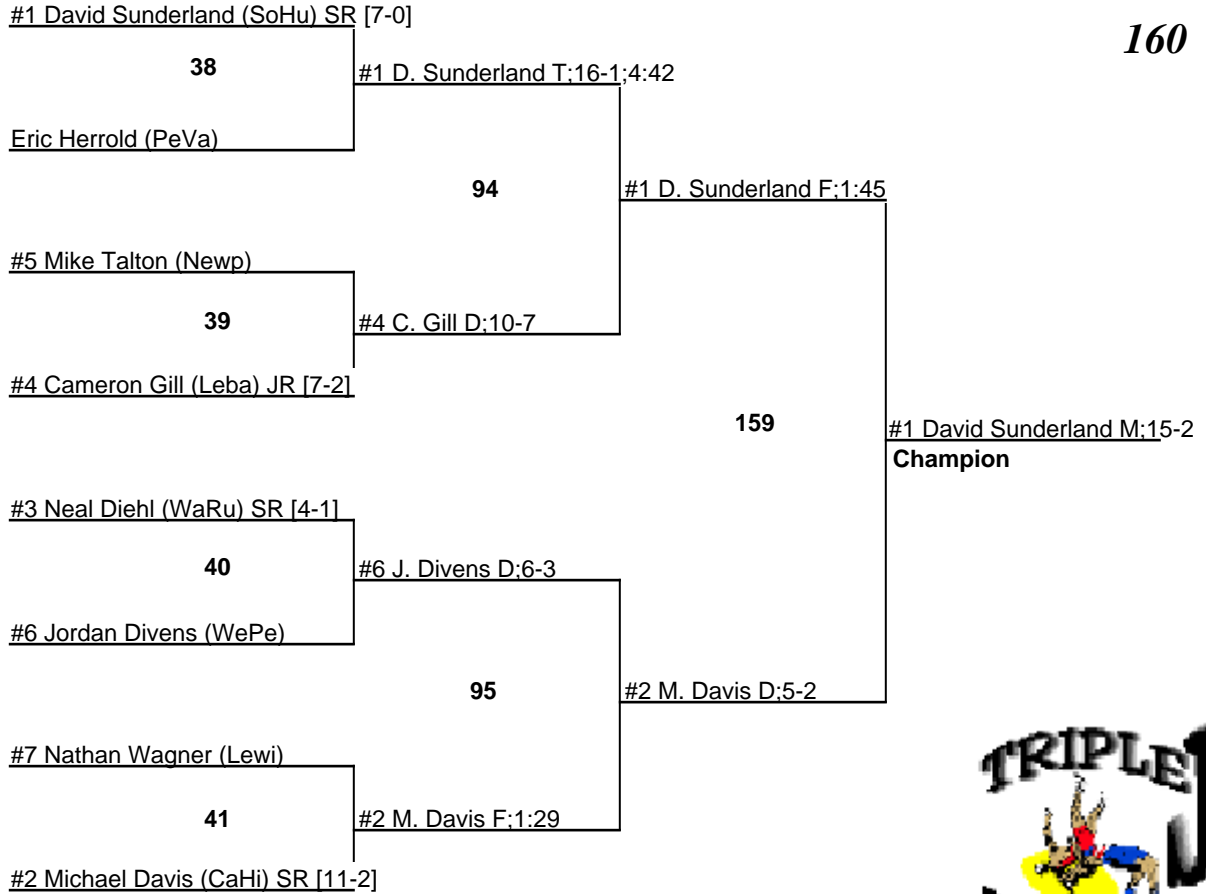 #1 David Sunderland (SoHu) SR [7-0]
160
38
#1 D. Sunderland T;16-1;4:42
Eric Herrold (PeVa)
94
#1 D. Sunderland F;1:45
#5 Mike Talton (Newp)
39
#4 C. Gill D;10-7
#4 Cameron Gill (Leba) JR [7-2]
159
#1 David Sunderland M;15-2
Champion
#3 Neal Diehl (WaRu) SR [4-1]
40
#6 J. Divens D;6-3
#6 Jordan Divens (WePe)
95
#2 M. Davis D;5-2
#7 Nathan Wagner (Lewi)
41
#2 M. Davis F;1:29
#2 Michael Davis (CaHi) SR [11-2]
TRIPLE